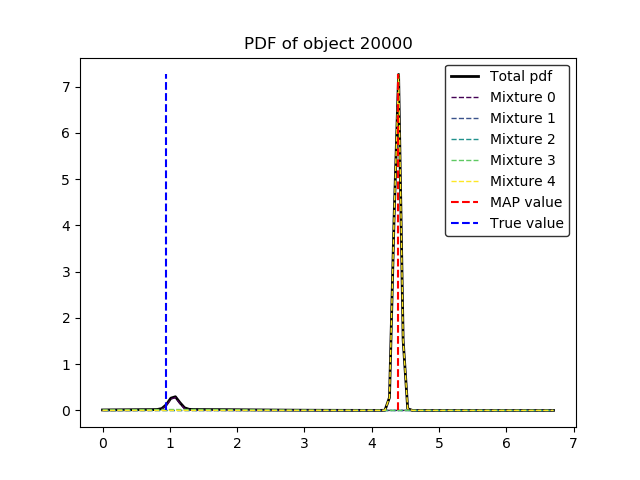 PDF of object 20000
Total pdf
Mixture 0
Mixture 1
Mixture 2
Mixture 3
Mixture 4
MAP value
True value
7
6
5
4
3
2
1
0
0 1 2 3 4 5 6 7